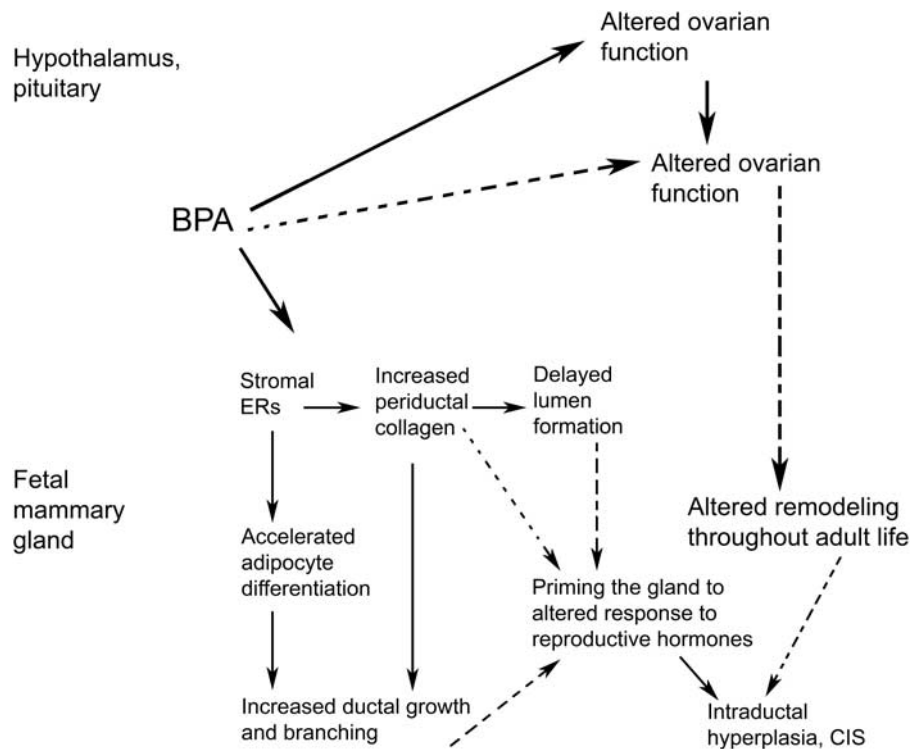 Altered ovarian
function
Hypothalamus,
pituitary
Altered ovarian
function
BPA
Stromal
ERs
Increased
periductal
collagen
Delayed
lumen
formation
Fetal
mammary
gland
Altered remodeling
throughout adult life
Accelerated
adipocyte
differentiation
Priming the gland to
altered response to
reproductive hormones
Increased ductal growth
and branching
Intraductal
hyperplasia, CIS